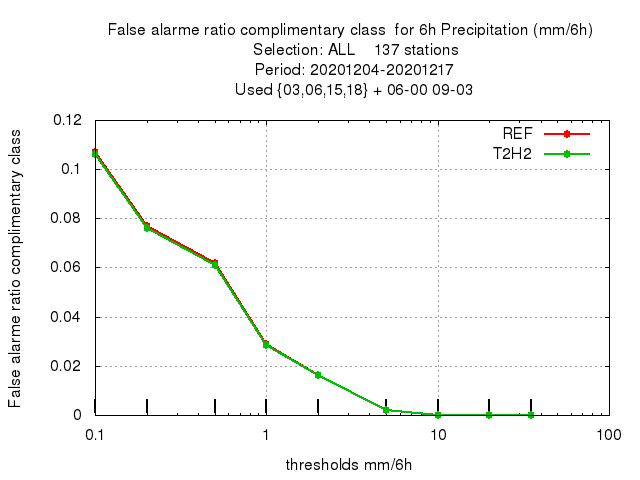 False alarme ratio complimentary class  for 6h Precipitation (mm/6h)
Selection: ALL    137 stations
Period: 20201204-20201217
Used {03,06,15,18} + 06-00 09-03
False alarme ratio complimentary class
0.12
0.1
0.08
0.06
0.04
0.02
0
REF
T2H2
0.1
1
10
100
thresholds mm/6h